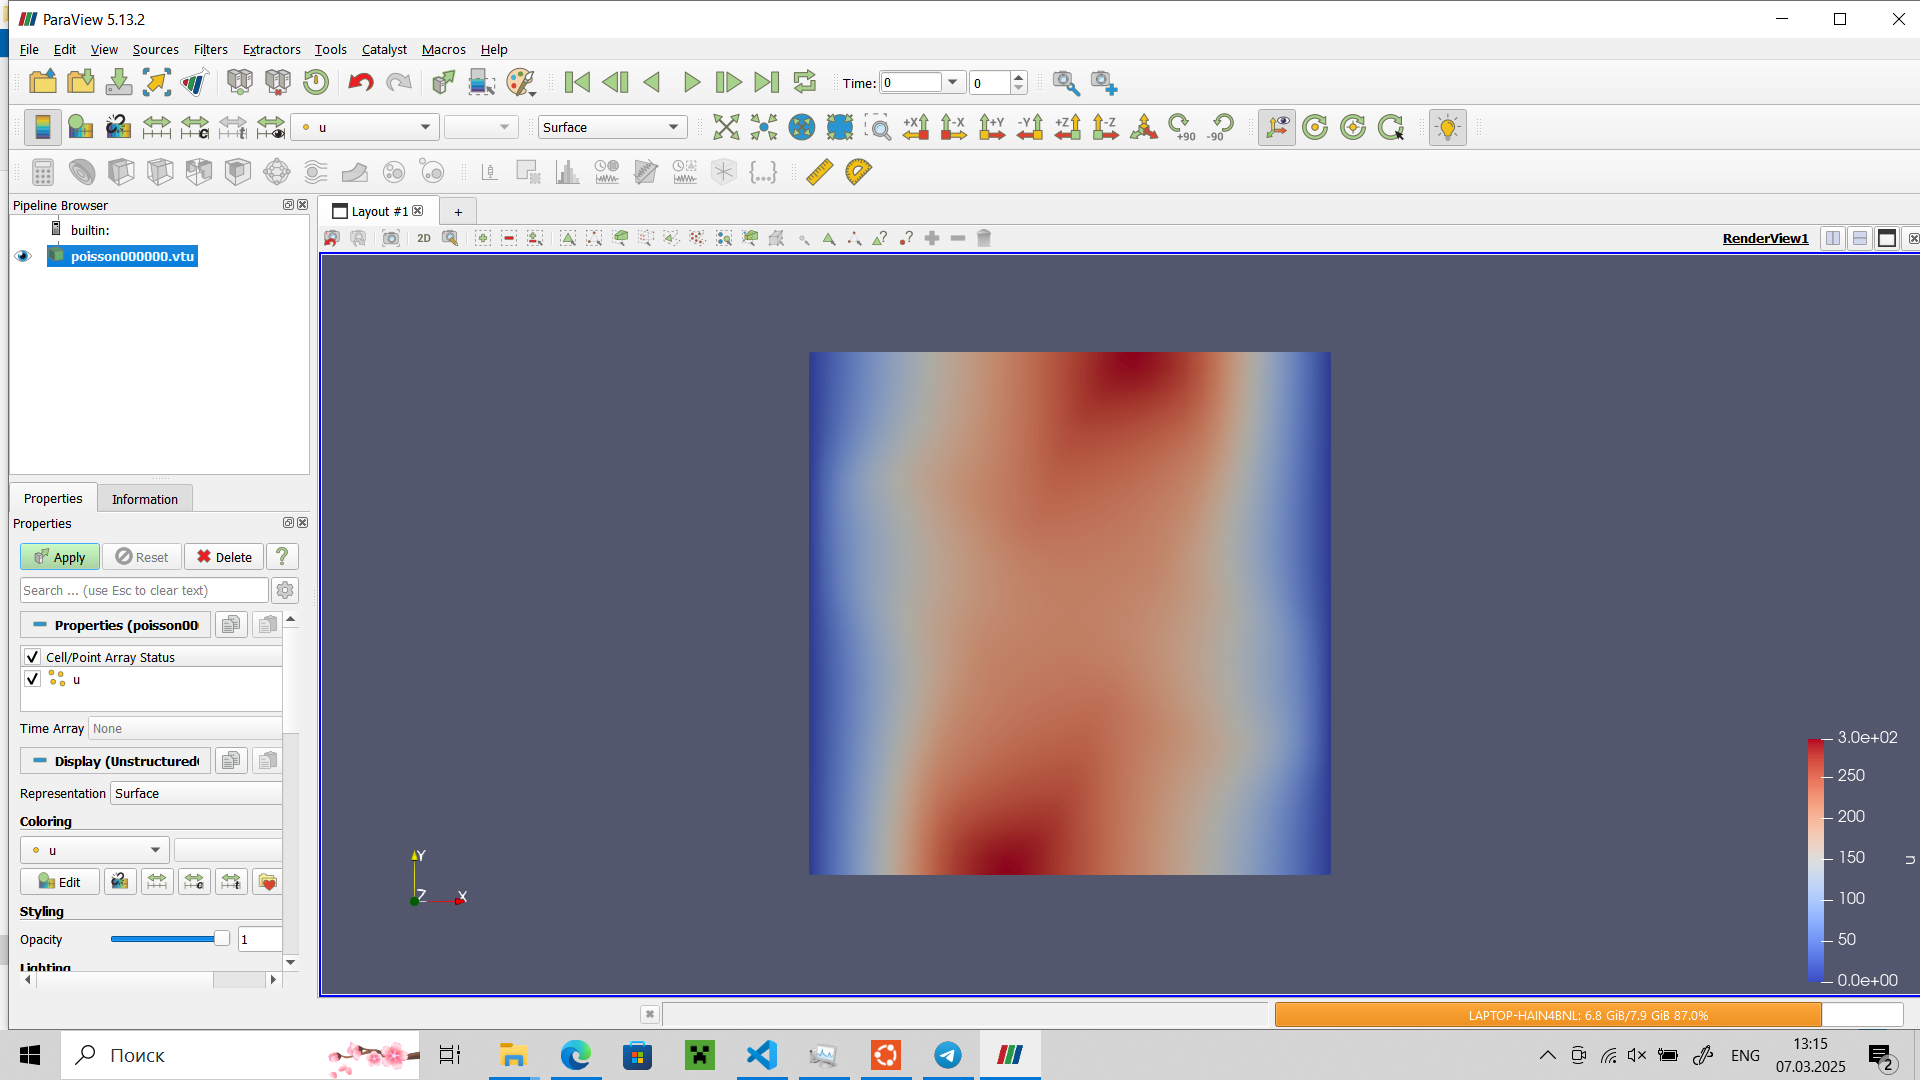 ParaView 5.13.2
File Edit View Sources Filters Extractors Tools Catalyst Macros Help
Time: 0 0
u Surface +X -X +Y -Y +Z -Z +90 -90
Pipeline Browser
builtin:
poisson000000.vtu
Layout #1 +
2D RenderView1
Properties Information
Properties
Apply Reset Delete ?
Search ... (use Esc to clear text)
Properties (poisson00
Cell/Point Array Status
u
Time Array None
Display (Unstructured
Representation Surface
Coloring
u
Edit
Styling
Opacity 1
Lighting
Y
Z X
3.0e+02
250
200
150
100
50
0.0e+00
u
LAPTOP-HAIN4BNL: 6.8 GiB/7.9 GiB 87.0%
Поиск
ENG
13:15
07.03.2025
2